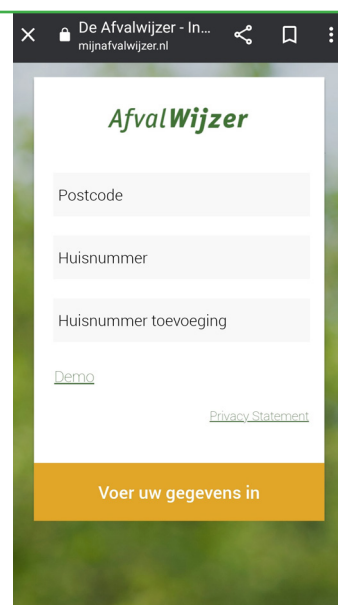 De Afvalwijzer - In...
mijnafvalwijzer.nl
AfvalWijzer
Postcode
Huisnummer
Huisnummer toevoeging
Demo
Privacy Statement
Voer uw gegevens in